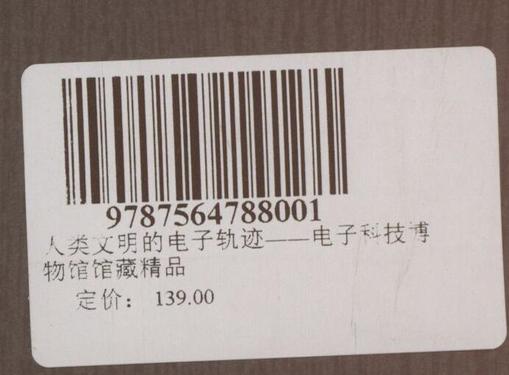 9787564788001
人类文明的电子轨迹——电子科技博
物馆馆藏精品
定价： 139.00